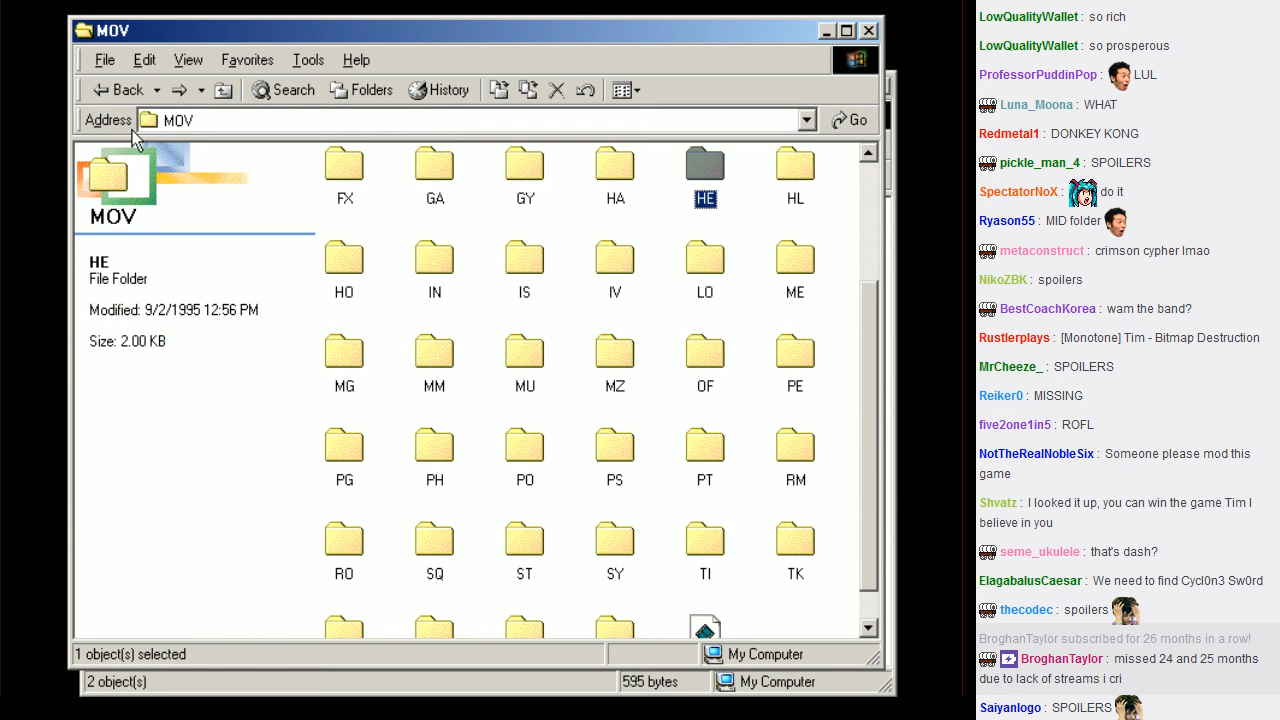 MOV
File Edit View Favorites Tools Help
Back Search Folders History
Address MOV Go
FX GA GY HA HE HL
MOV
HE
File Folder
Modified: 9/2/1995 12:56 PM
Size: 2.00 KB
HO IN IS IV LO ME
MG MM MU MZ OF PE
PG PH PO PS PT RM
RO SQ ST SY TI TK
1 object(s) selected My Computer
2 object(s) 595 bytes My Computer
LowQualityWallet : so rich
LowQualityWallet : so prosperous
ProfessorPuddinPop : LUL
Luna_Moona : WHAT
Redmetal1 : DONKEY KONG
pickle_man_4 : SPOILERS
SpectatorNoX : do it
Ryason55 : MID folder
metaconstruct : crimson cypher lmao
NikoZBK : spoilers
BestCoachKorea : wam the band?
Rustlerplays : [Monotone] Tim - Bitmap Destruction
MrCheeze_ : SPOILERS
Reiker0 : MISSING
five2one1in5 : ROFL
NotTheRealNobleSix : Someone please mod this
game
Shvatz : I looked it up, you can win the game Tim I
believe in you
seme_ukulele : that's dash?
ElagabalusCaesar : We need to find Cycl0n3 Sw0rd
thecodec : spoilers
BroghanTaylor subscribed for 26 months in a row!
BroghanTaylor : missed 24 and 25 months
due to lack of streams i cri
Saiyanlogo : SPOILERS